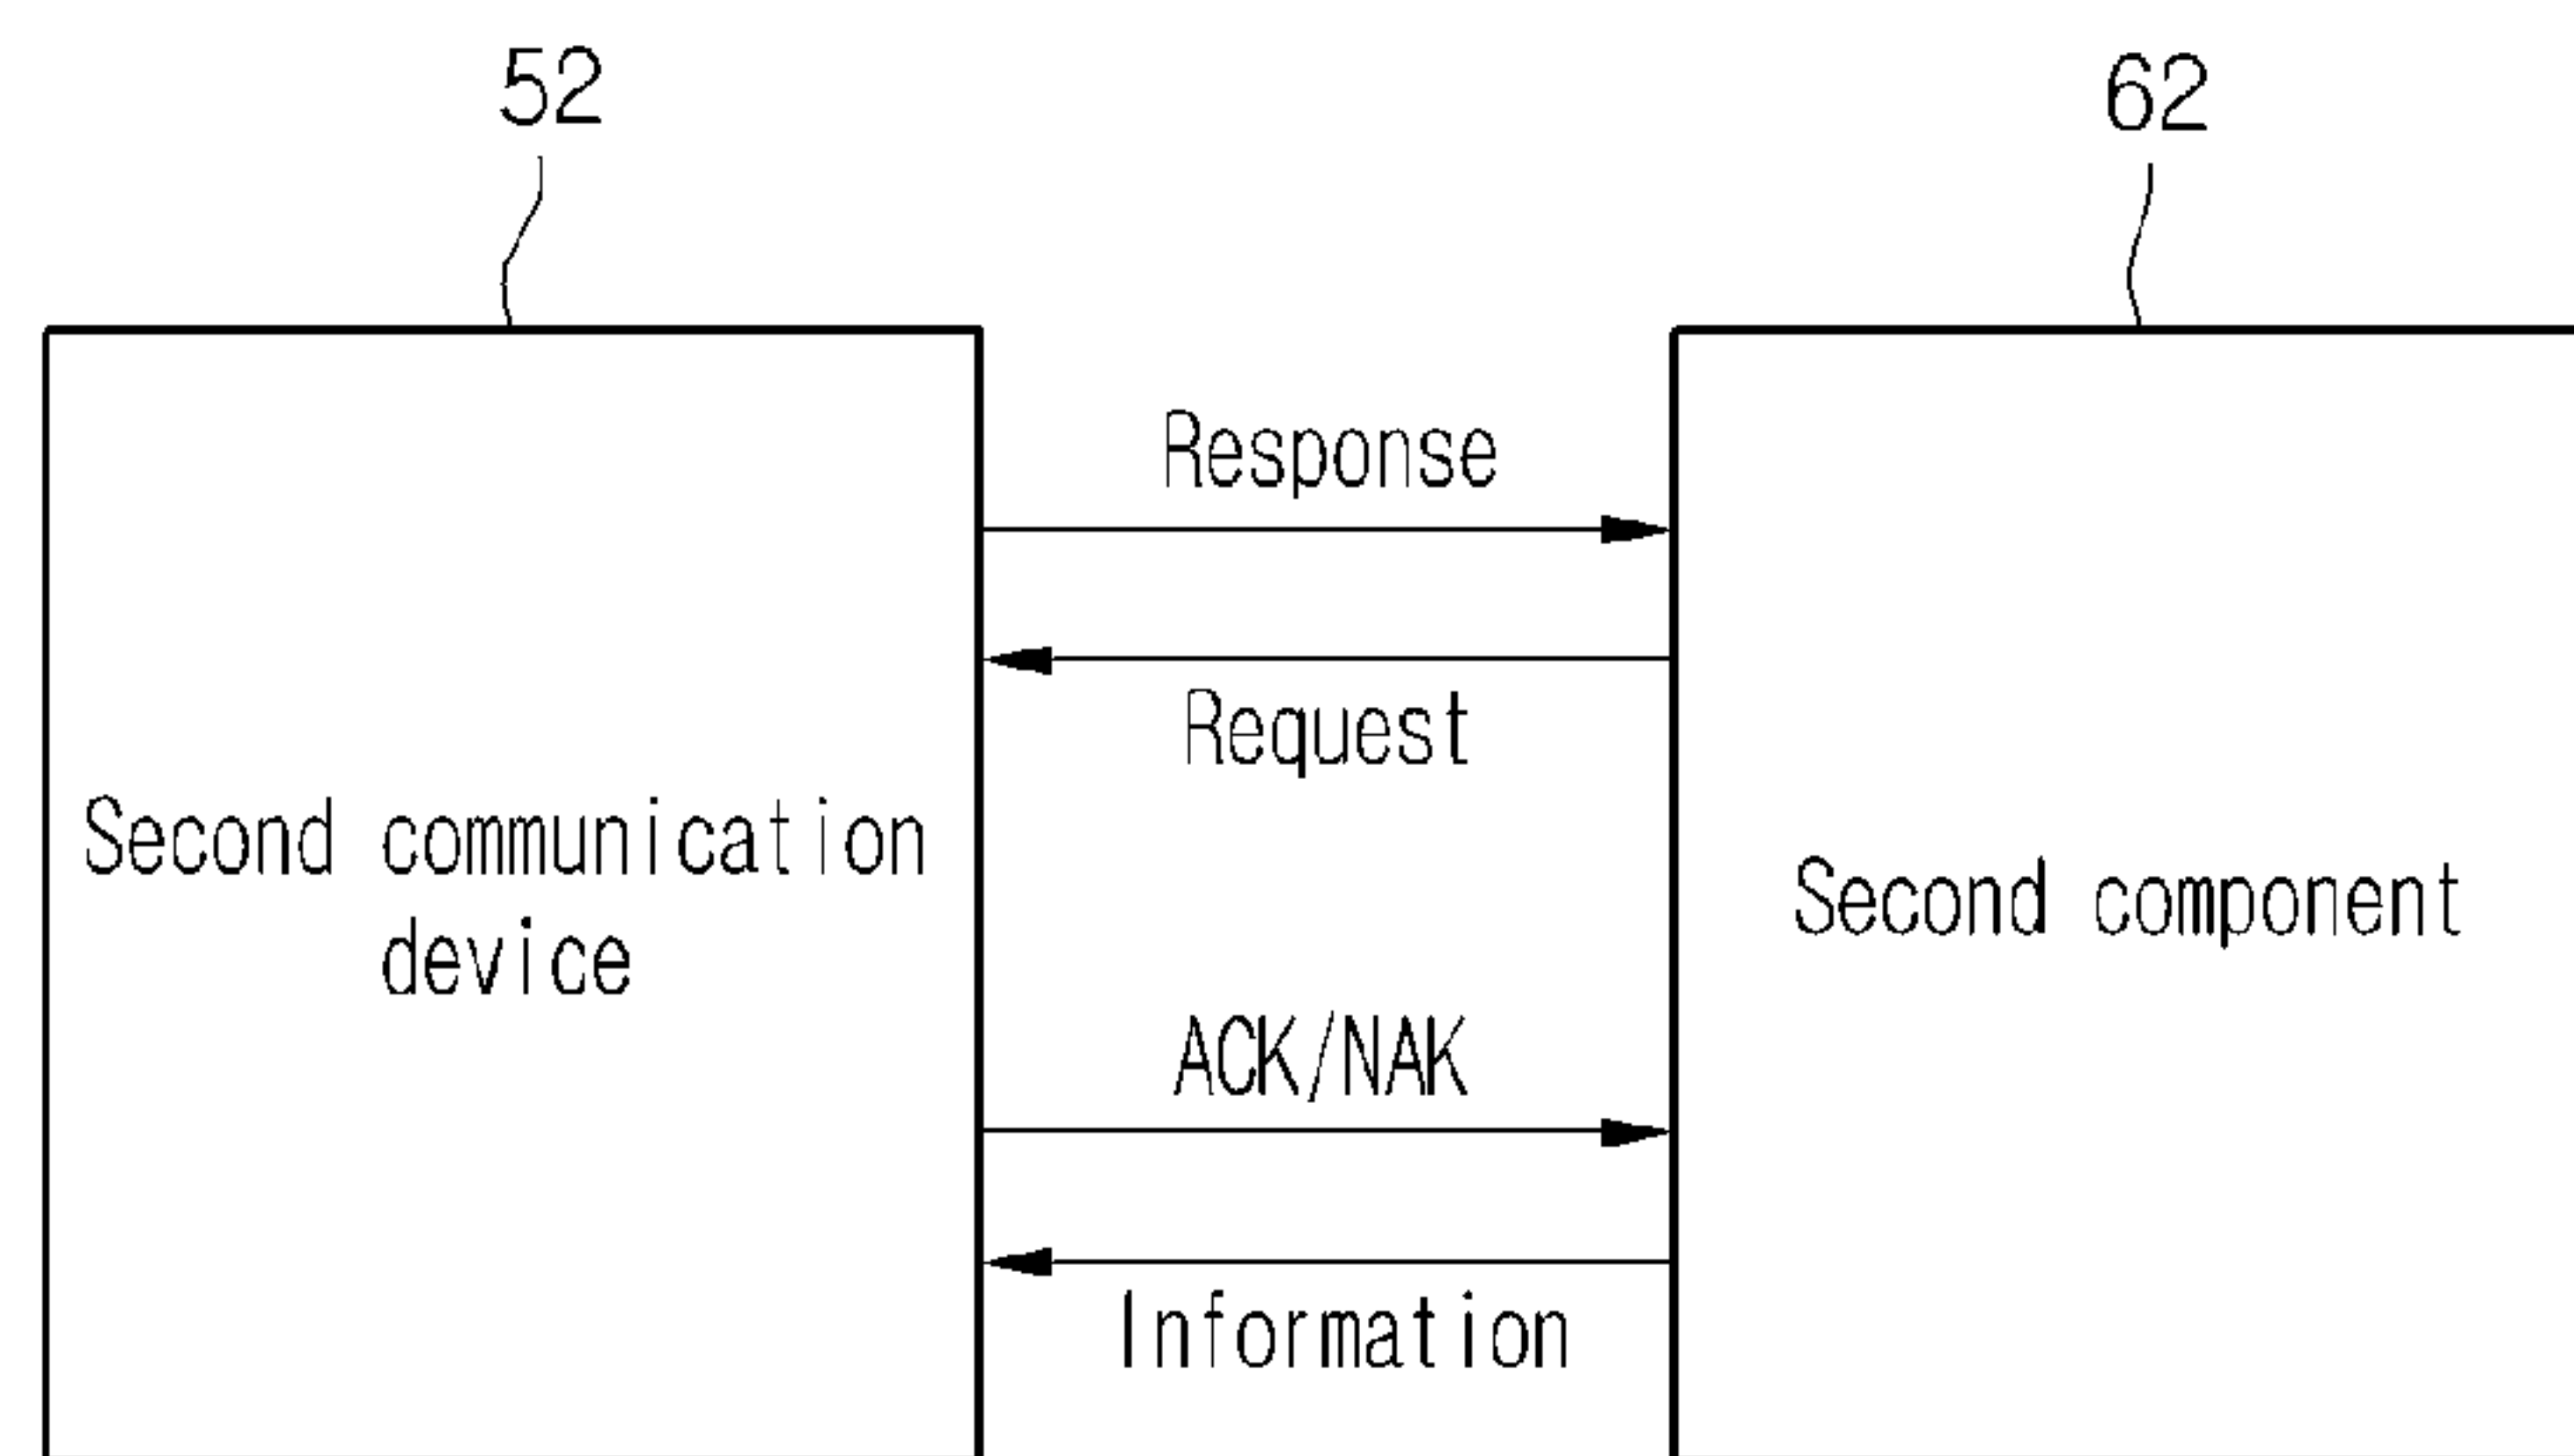 52
62
Response
Request
Second communication
device
Second component
ACK/NAK
Information